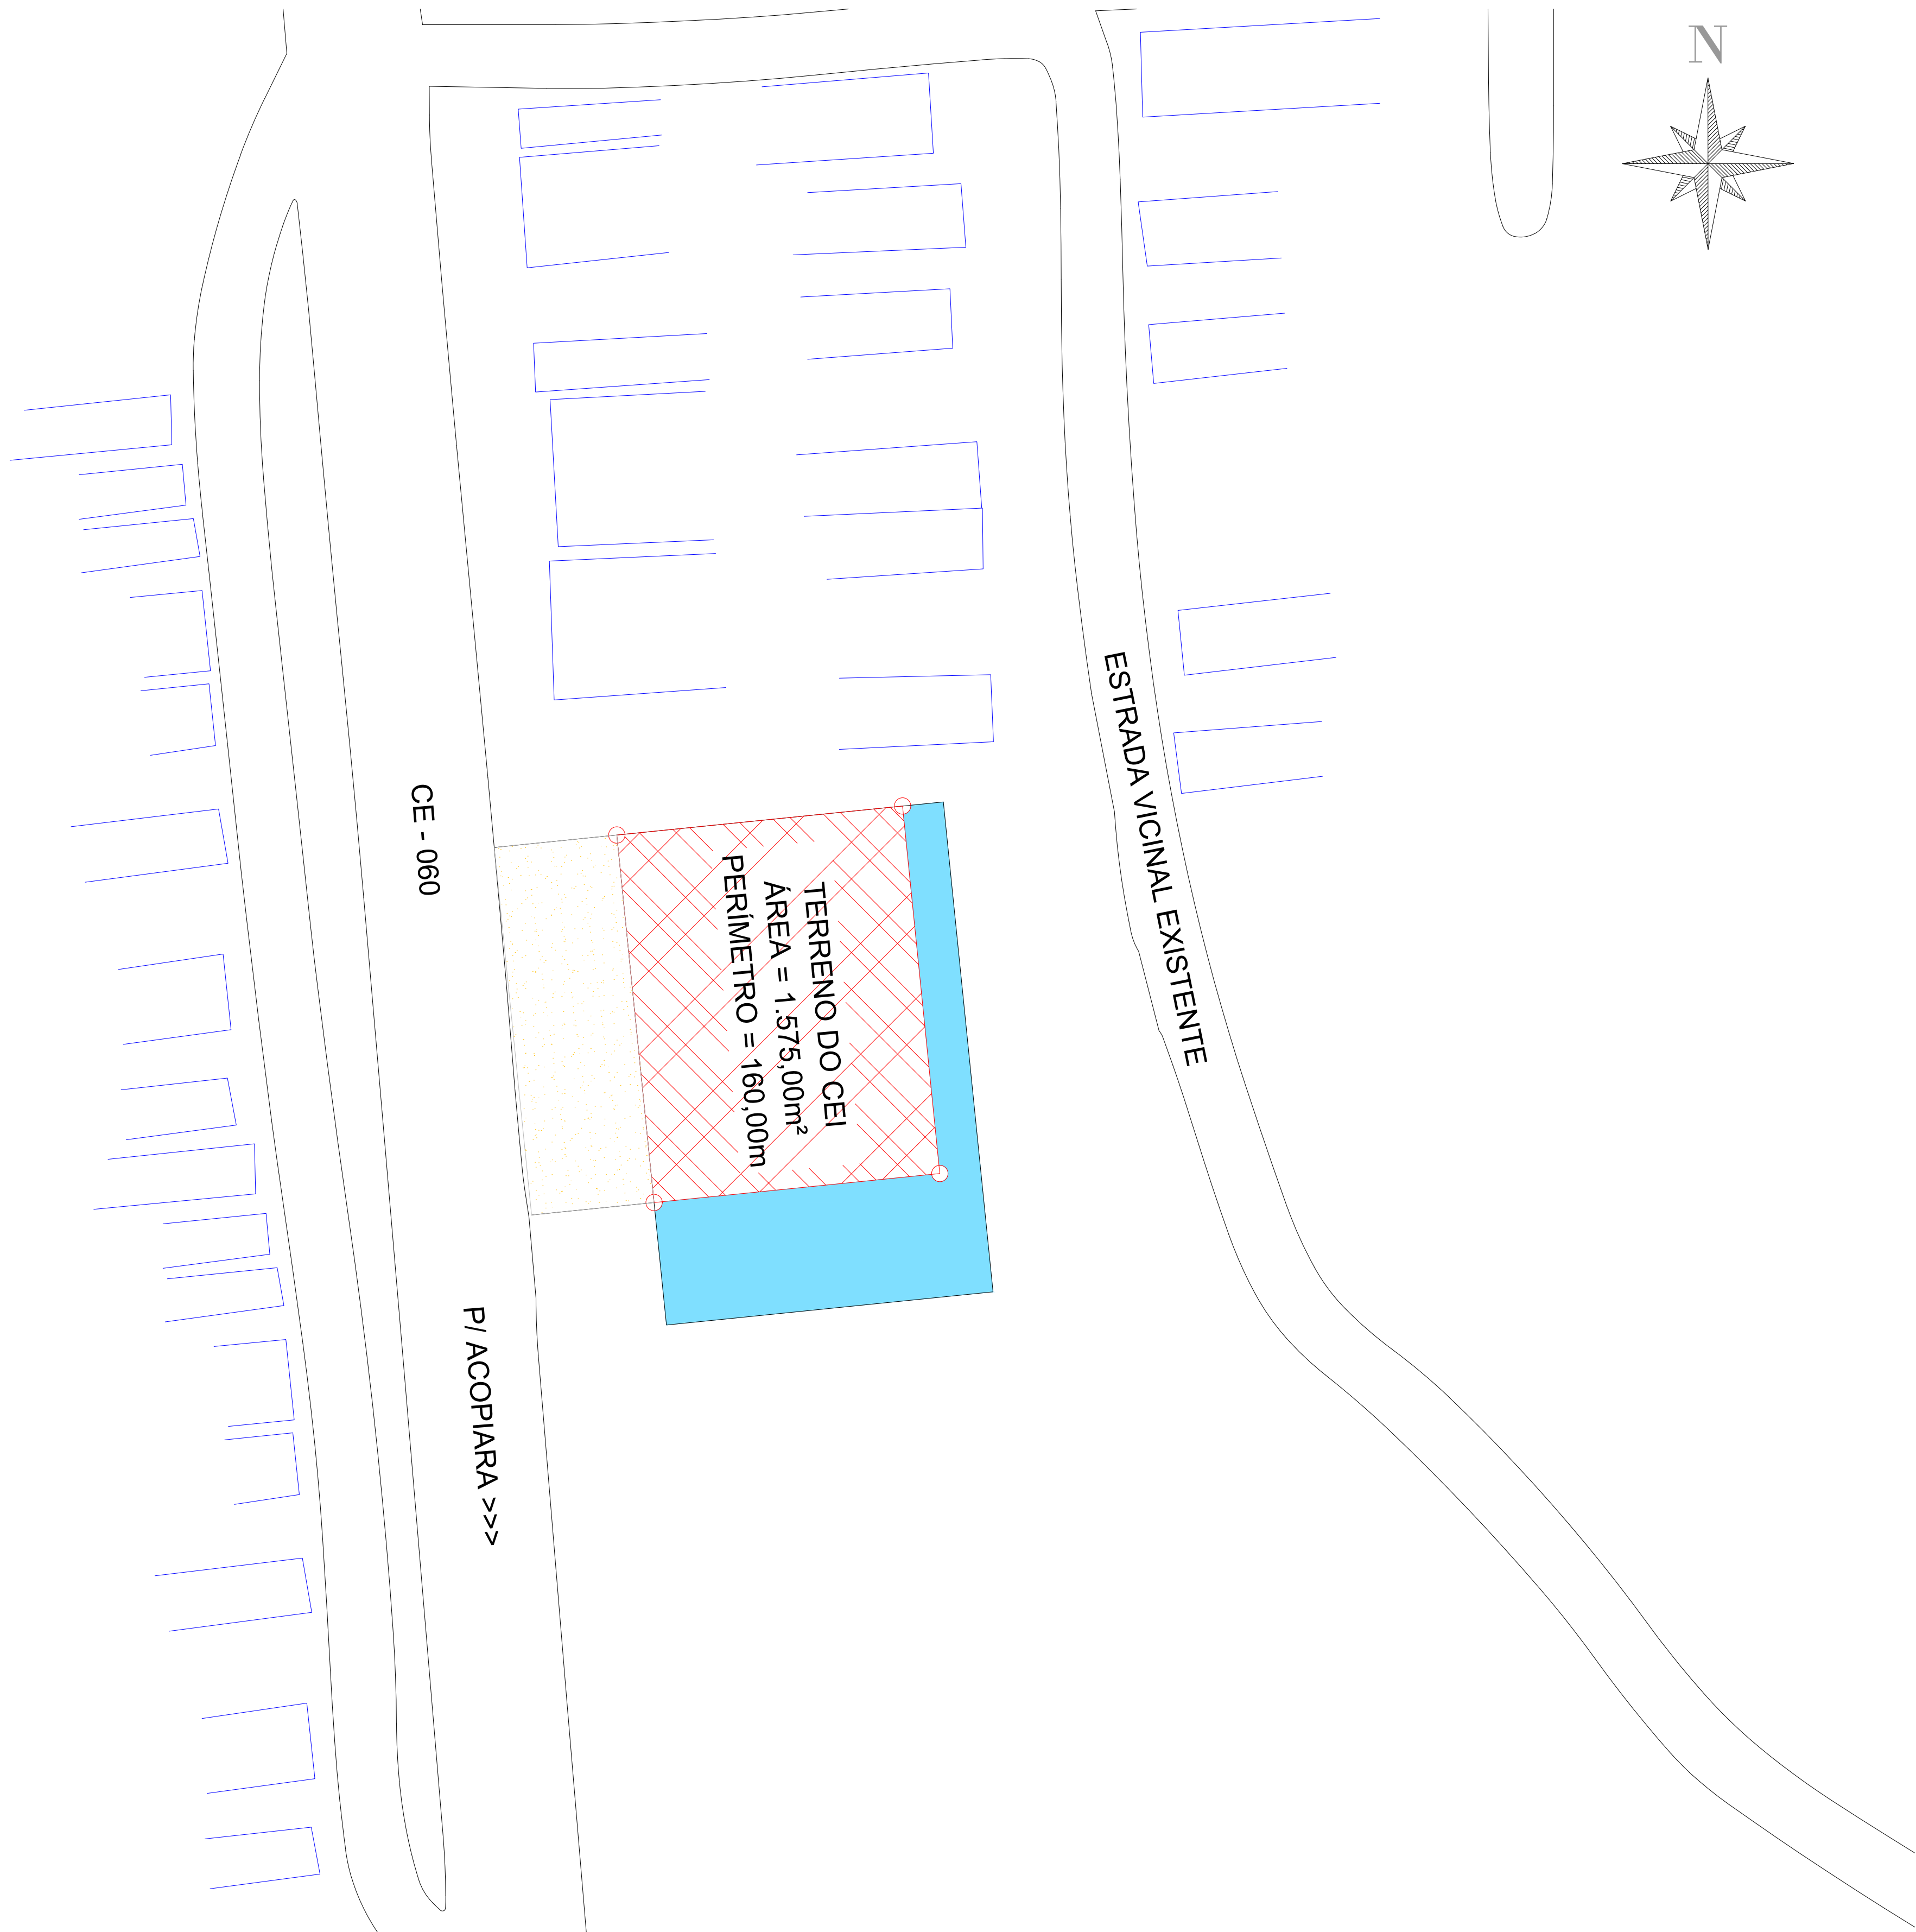 N
CE - 060
TERRENO DO CEI
ÁREA = 1.575,00m²
PERÍMETRO = 160,00m
ESTRADA VICINAL EXISTENTE
P/ ACOPIARA >>>